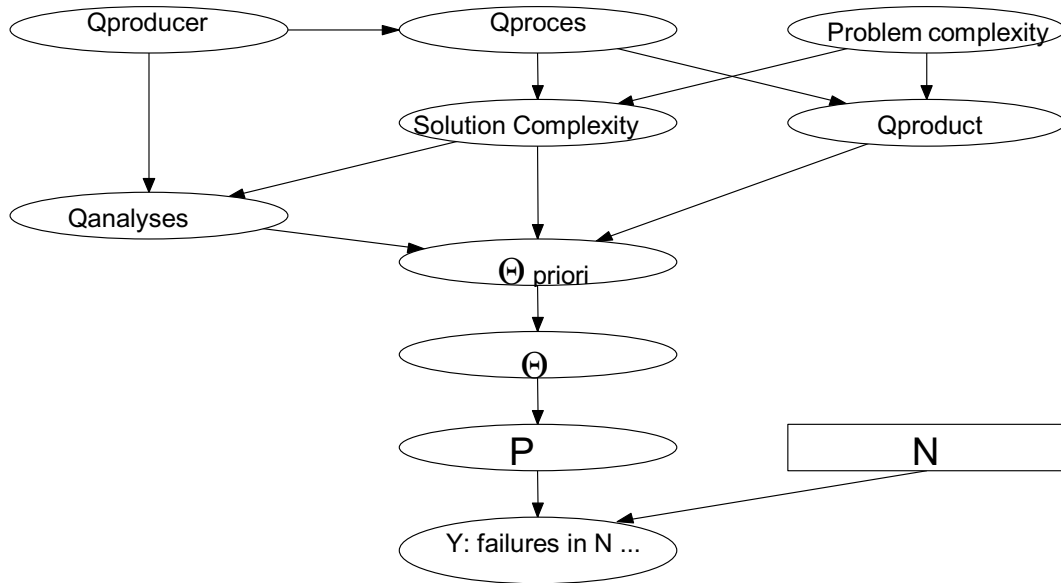 Qproducer
Qproces
Problem complexity
Solution Complexity
Qproduct
Qanalyses
Θ priori
Θ
P
N
Y: failures in N ...